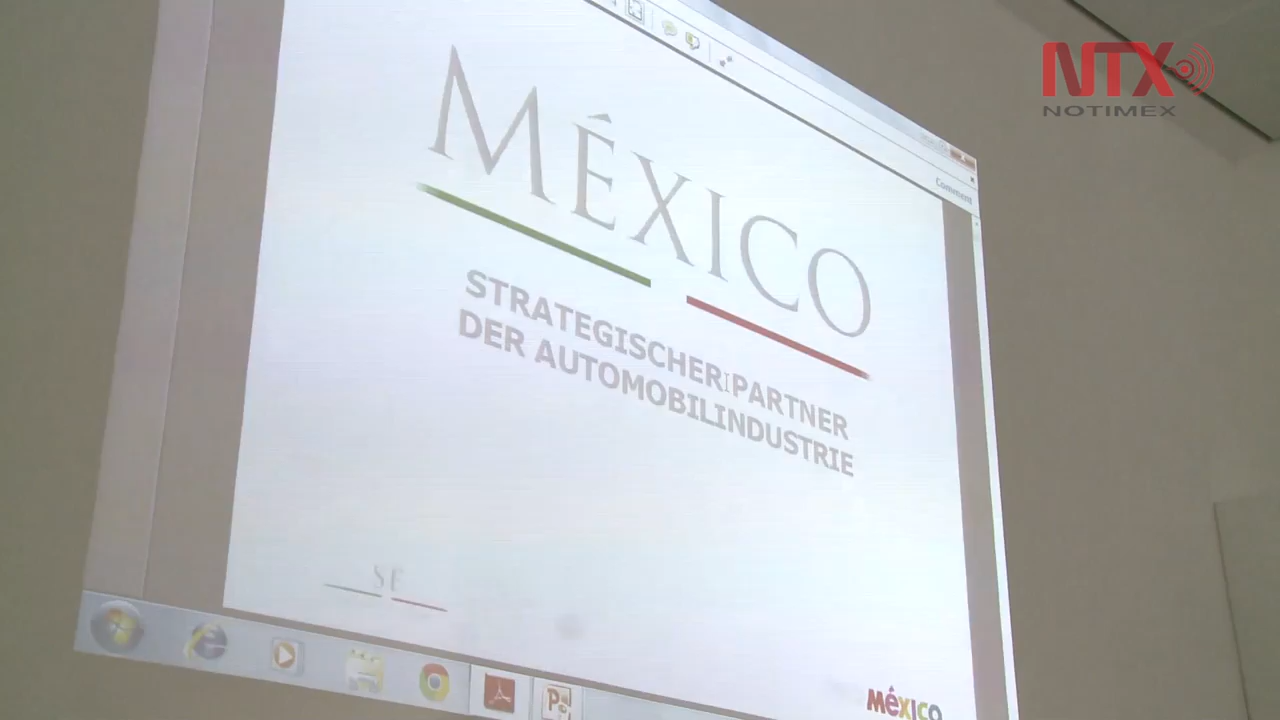 NTX
NOTIMEX
Comment
MÉXICO
STRATEGISCHER PARTNER
DER AUTOMOBILINDUSTRIE
SE
México